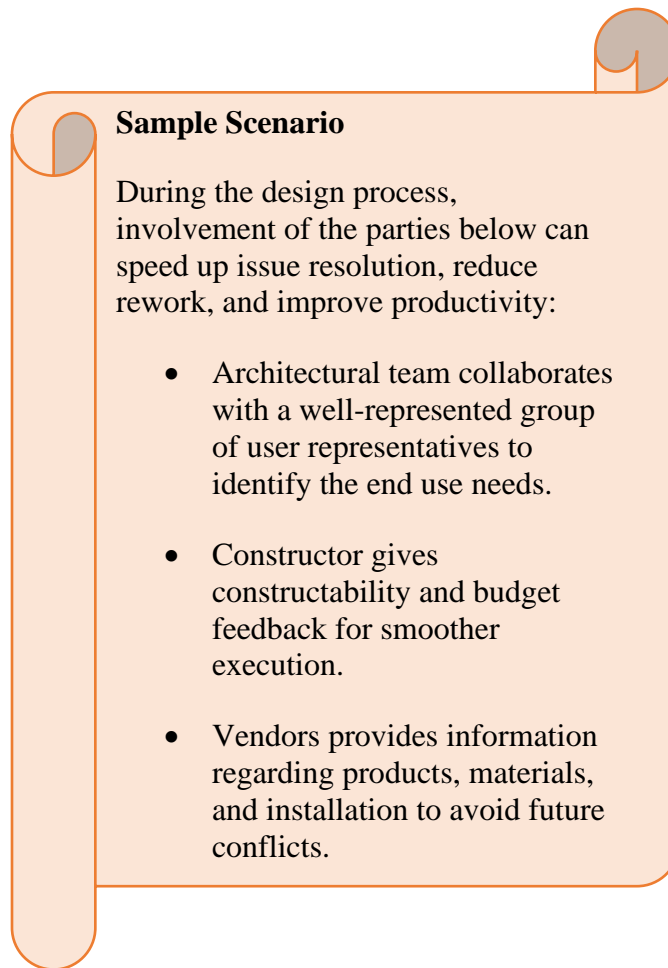 Sample Scenario
During the design process,
involvement of the parties below can
speed up issue resolution, reduce
rework, and improve productivity:
• Architectural team collaborates
with a well-represented group
of user representatives to
identify the end use needs.
• Constructor gives
constructability and budget
feedback for smoother
execution.
• Vendors provides information
regarding products, materials,
and installation to avoid future
conflicts.